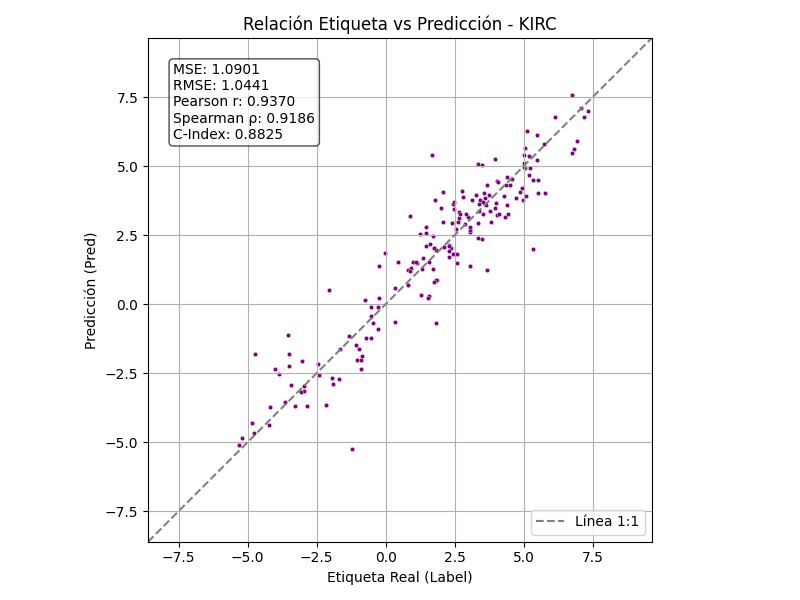 Relación Etiqueta vs Predicción - KIRC
MSE: 1.0901
RMSE: 1.0441
Pearson r: 0.9370
Spearman ρ: 0.9186
C-Index: 0.8825
Predicción (Pred)
7.5
5.0
2.5
0.0
−2.5
−5.0
−7.5
Línea 1:1
−7.5 −5.0 −2.5 0.0 2.5 5.0 7.5
Etiqueta Real (Label)